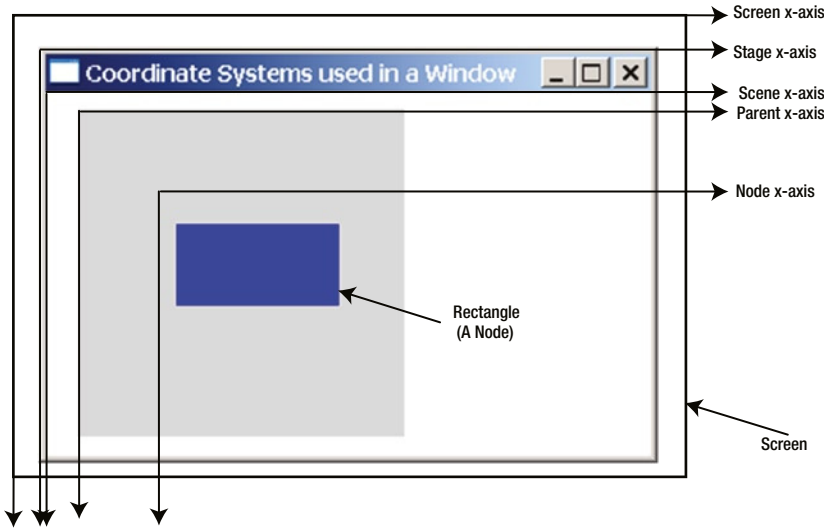 Screen x-axis
Stage x-axis
Coordinate Systems used in a Window
Scene x-axis
Parent x-axis
Node x-axis
Rectangle
(A Node)
Screen